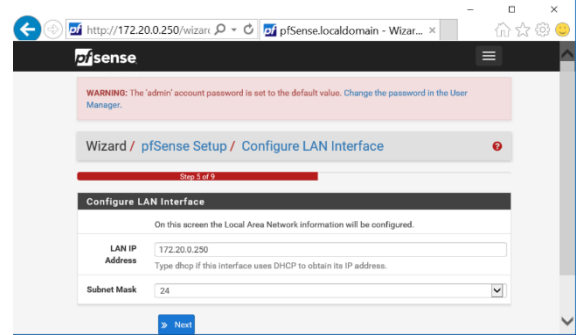 http://172.20.0.250/wizarc
pfSense.localdomain - Wizar...
pfsense
WARNING: The 'admin' account password is set to the default value. Change the password in the User
Manager.
Wizard / pfSense Setup / Configure LAN Interface
Step 5 of 9
Configure LAN Interface
On this screen the Local Area Network information will be configured.
LAN IP
Address
172.20.0.250
Type dhcp if this interface uses DHCP to obtain its IP address.
Subnet Mask
24
Next